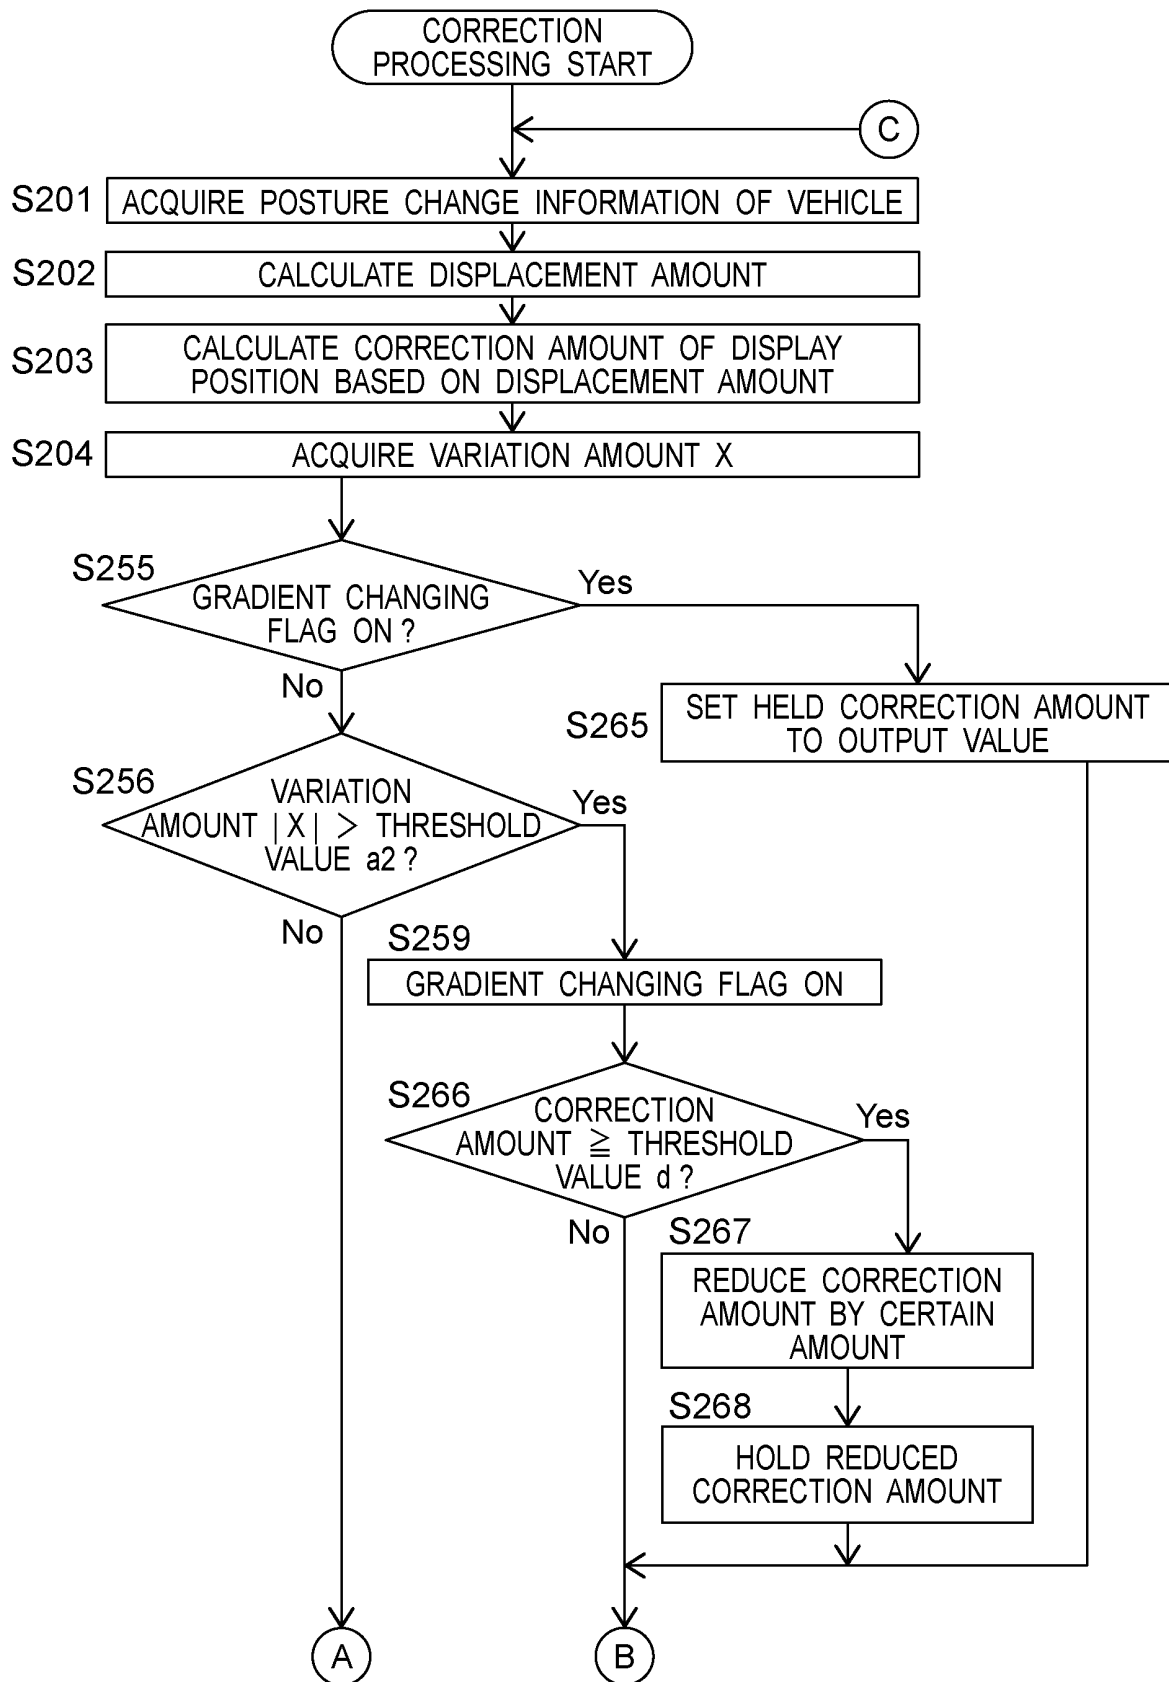 CORRECTION
PROCESSING START
C
S201
ACQUIRE POSTURE CHANGE INFORMATION OF VEHICLE
S202
CALCULATE DISPLACEMENT AMOUNT
S203
CALCULATE CORRECTION AMOUNT OF DISPLAY
POSITION BASED ON DISPLACEMENT AMOUNT
S204
ACQUIRE VARIATION AMOUNT X
S255
GRADIENT CHANGING
FLAG ON ?
Yes
No
S265
SET HELD CORRECTION AMOUNT
TO OUTPUT VALUE
S256
VARIATION
AMOUNT | X | > THRESHOLD
VALUE a2 ?
Yes
No
S259
GRADIENT CHANGING FLAG ON
S266
CORRECTION
AMOUNT ≧ THRESHOLD
VALUE d ?
Yes
No
S267
REDUCE CORRECTION
AMOUNT BY CERTAIN
AMOUNT
S268
HOLD REDUCED
CORRECTION AMOUNT
A
B